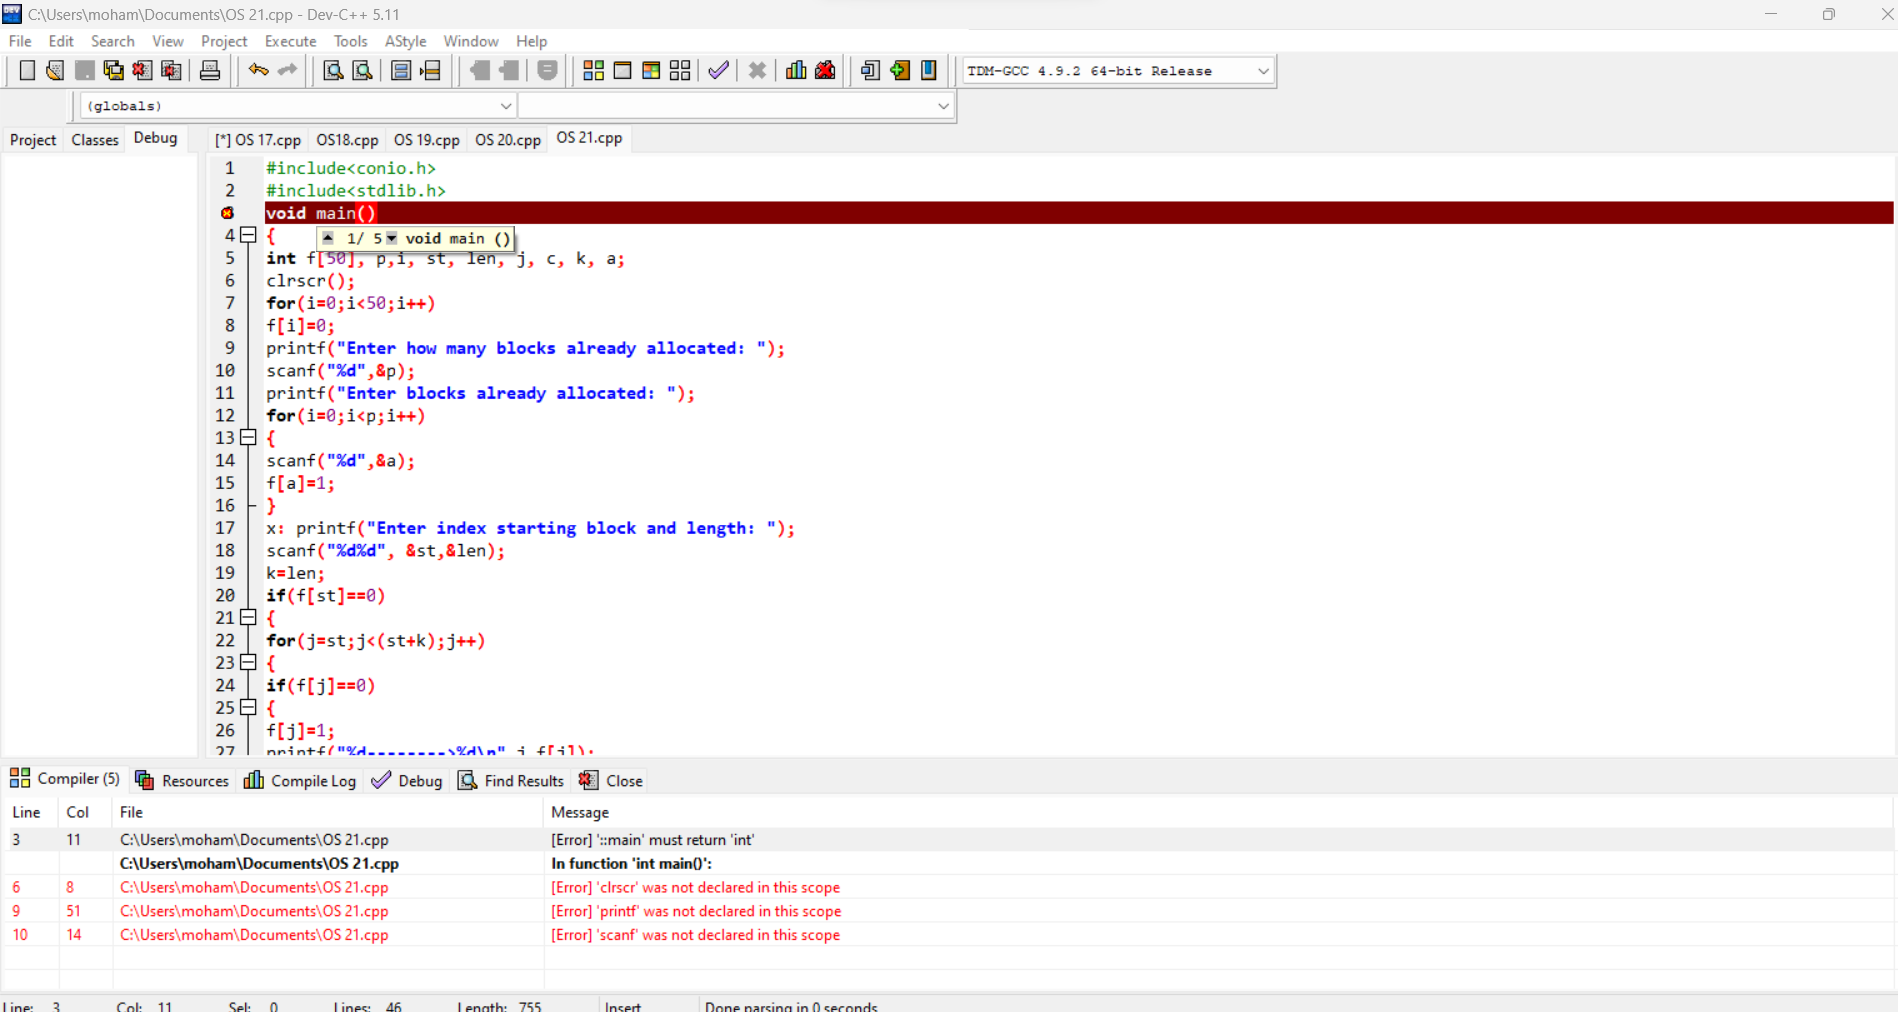 C:\Users\moham\Documents\OS 21.cpp - Dev-C++ 5.11
File Edit Search View Project Execute Tools AStyle Window Help
TDM-GCC 4.9.2 64-bit Release
(globals)
Project Classes Debug [*] OS 17.cpp OS18.cpp OS 19.cpp OS 20.cpp OS 21.cpp
1 #include<conio.h>
2 #include<stdlib.h>
void main()
4 {
1/ 5 void main ()
5 int f[50], p,i, st, len, j, c, k, a;
6 clrscr();
7 for(i=0;i<50;i++)
8 f[i]=0;
9 printf("Enter how many blocks already allocated: ");
10 scanf("%d",&p);
11 printf("Enter blocks already allocated: ");
12 for(i=0;i<p;i++)
13 {
14 scanf("%d",&a);
15 f[a]=1;
16 }
17 x: printf("Enter index starting block and length: ");
18 scanf("%d%d", &st,&len);
19 k=len;
20 if(f[st]==0)
21 {
22 for(j=st;j<(st+k);j++)
23 {
24 if(f[j]==0)
25 {
26 f[j]=1;
27 printf("%d-------->%d\n",j,f[j]);
Compiler (5) Resources Compile Log Debug Find Results Close
Line Col File Message
3 11 C:\Users\moham\Documents\OS 21.cpp [Error] '::main' must return 'int'
C:\Users\moham\Documents\OS 21.cpp In function 'int main()':
6 8 C:\Users\moham\Documents\OS 21.cpp [Error] 'clrscr' was not declared in this scope
9 51 C:\Users\moham\Documents\OS 21.cpp [Error] 'printf' was not declared in this scope
10 14 C:\Users\moham\Documents\OS 21.cpp [Error] 'scanf' was not declared in this scope
Line: 3 Col: 11 Sel: 0 Lines: 46 Length: 755 Insert Done parsing in 0 seconds